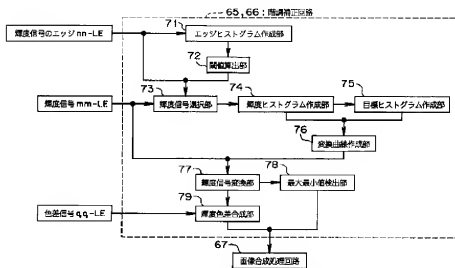 65,66：階調補正回路
71
輝度信号のエッジnn-LE
エッジヒストグラム作成部
72
閾値算出部
73
74
75
輝度信号mm-LE
輝度信号選択部
輝度ヒストグラム作成部
目標ヒストグラム作成部
76
変換曲線作成部
77
78
輝度信号変換部
最大最小値検出部
79
色差信号qq-LE
輝度色差合成部
67
画像合成処理回路